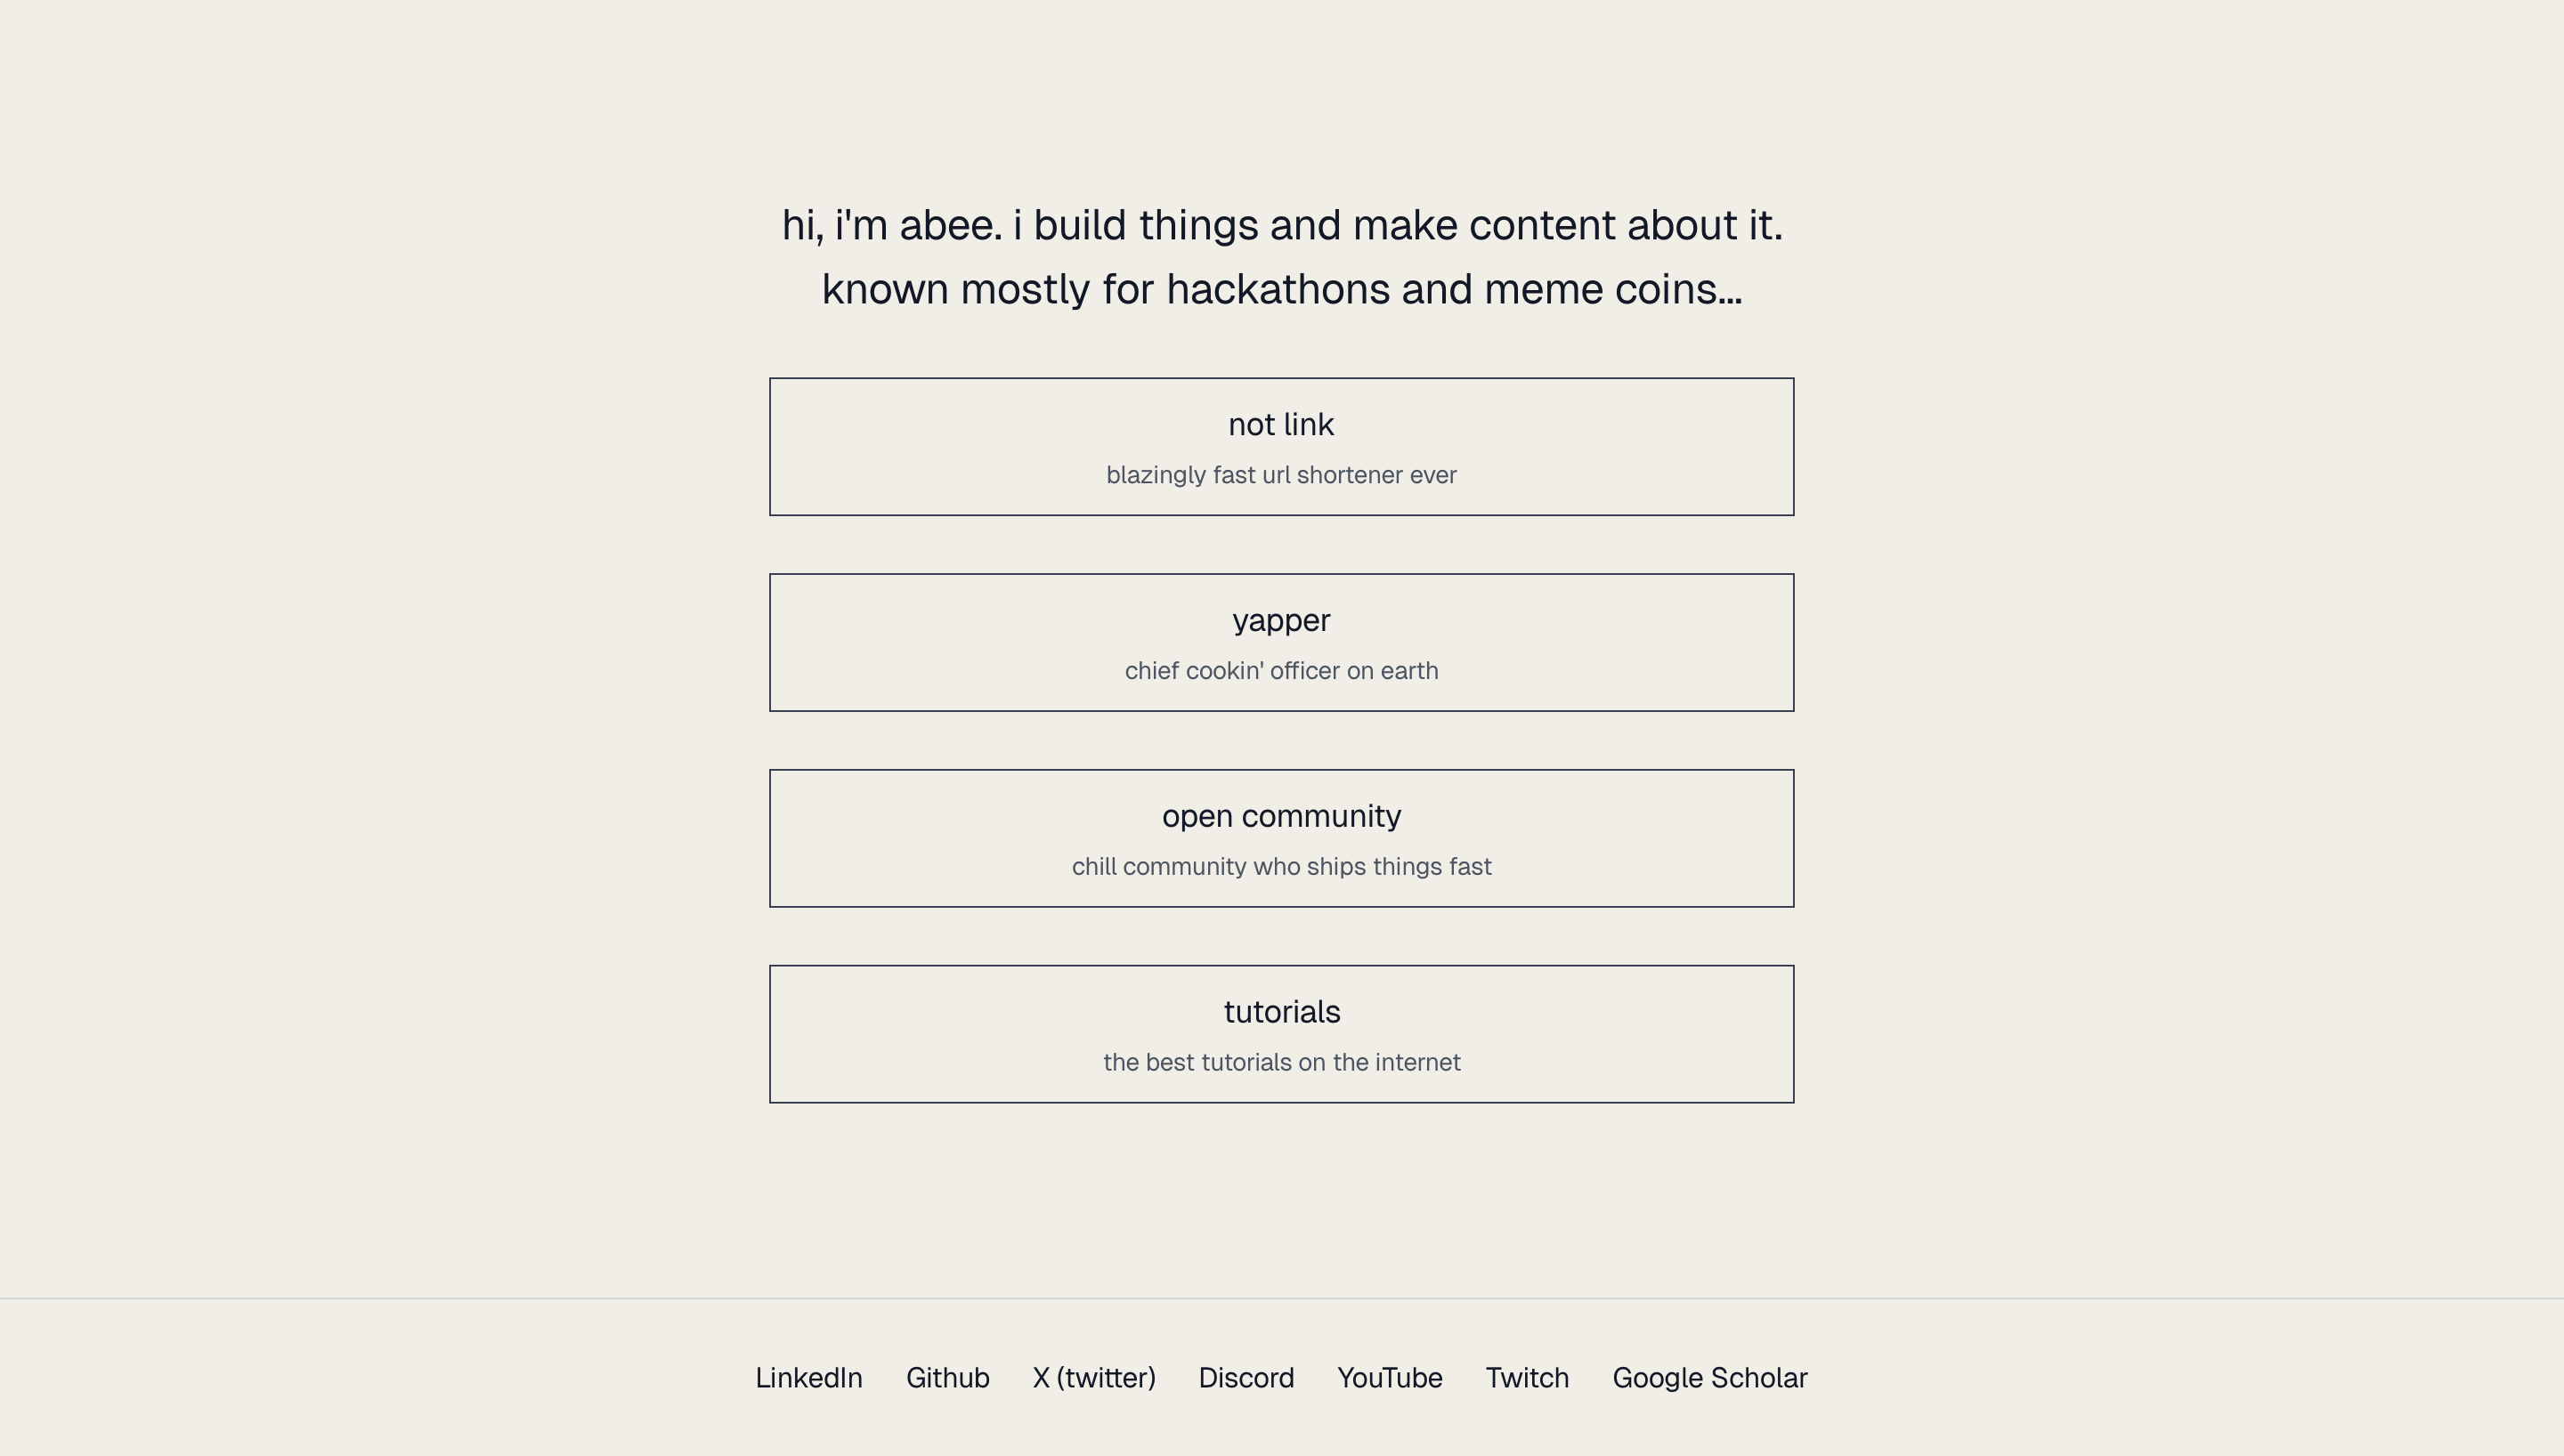 hi, i'm abee. i build things and make content about it.
known mostly for hackathons and meme coins...
not link
blazingly fast url shortener ever
yapper
chief cookin' officer on earth
open community
chill community who ships things fast
tutorials
the best tutorials on the internet
LinkedIn Github X (twitter) Discord YouTube Twitch Google Scholar